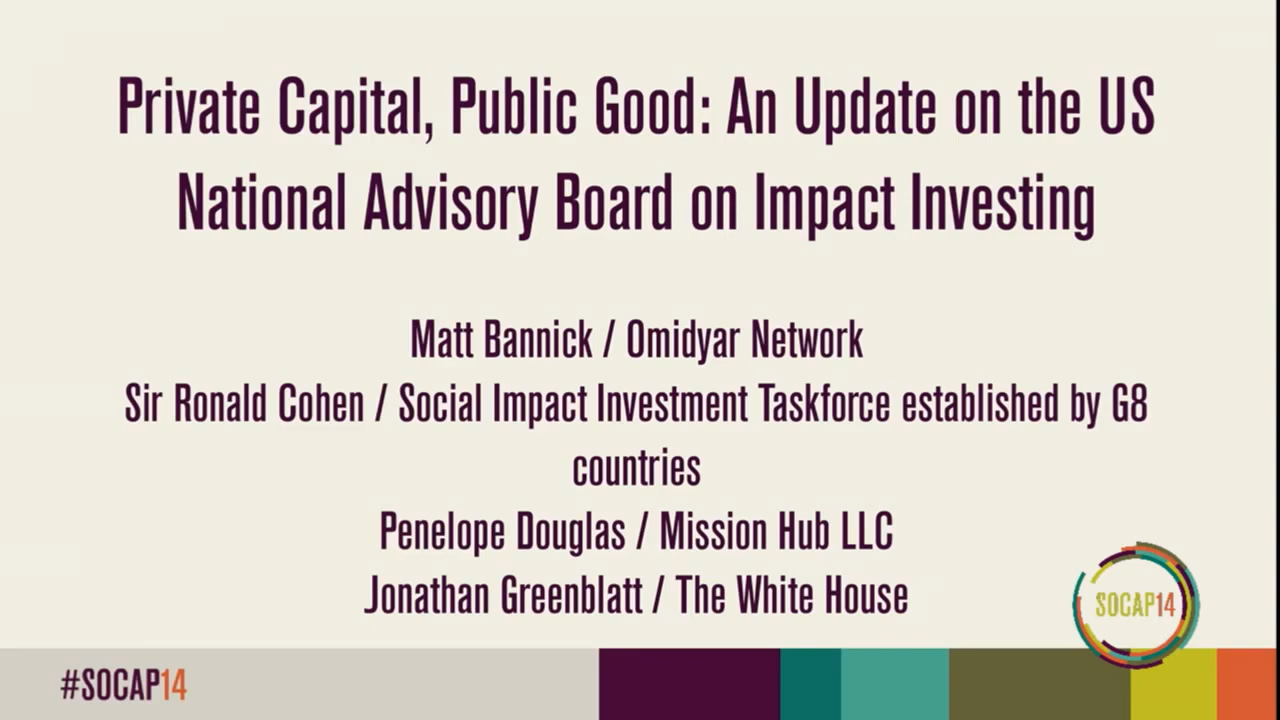 Private Capital, Public Good: An Update on the US
National Advisory Board on Impact Investing
Matt Bannick / Omidyar Network
Sir Ronald Cohen / Social Impact Investment Taskforce established by G8
countries
Penelope Douglas / Mission Hub LLC
Jonathan Greenblatt / The White House
SOCAP14
#SOCAP14